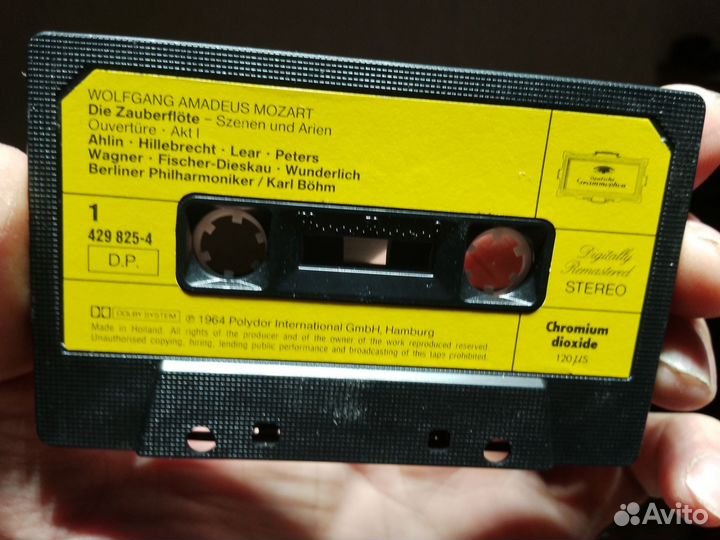 WOLFGANG AMADEUS MOZART
Die Zauberflöte – Szenen und Arien
Ouvertüre · Akt I
Ahlin · Hillebrecht · Lear · Peters
Wagner · Fischer-Dieskau · Wunderlich
Berliner Philharmoniker / Karl Böhm
1
429 825-4
D.P.
Deutsche
Grammophon
Digitally
Remastered
STEREO
DOLBY SYSTEM ℗ 1964 Polydor International GmbH, Hamburg
Made in Holland. All rights of the producer and of the owner of the work reproduced reserved.
Unauthorised copying, hiring, lending public performance and broadcasting of this tape prohibited.
Chromium
dioxide
120 µS
Avito